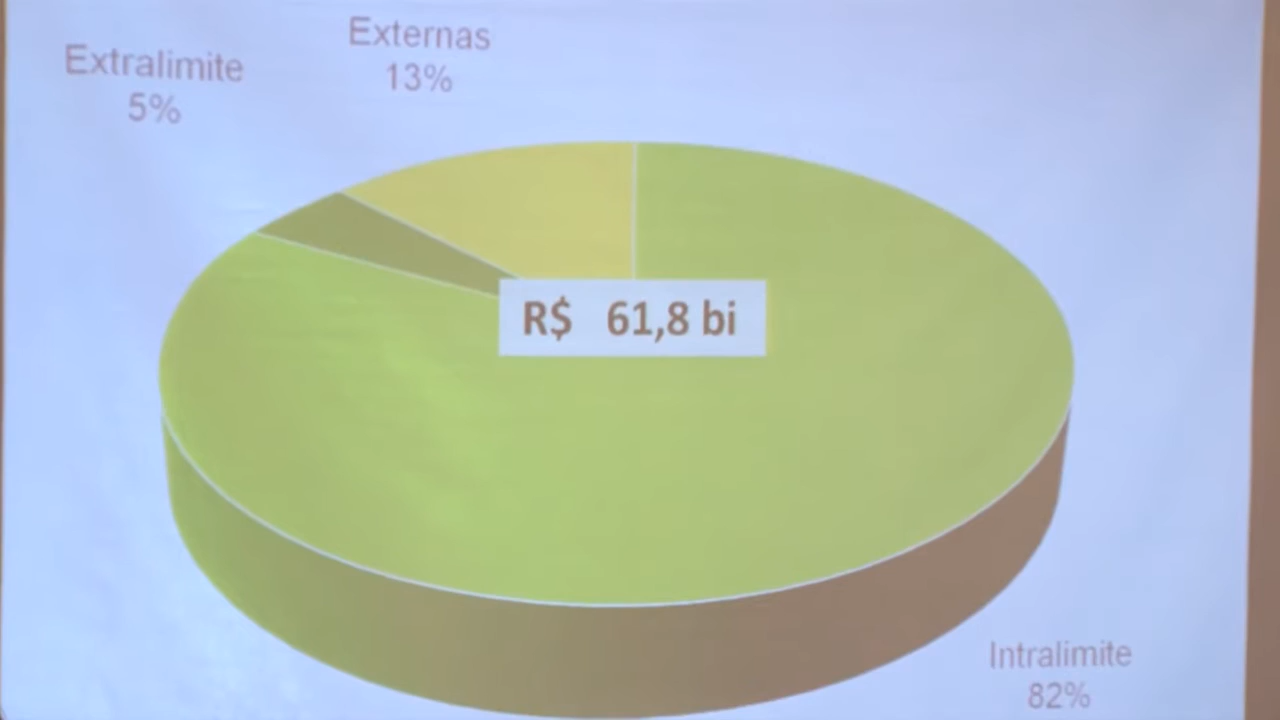 Externas
13%
Extralimite
5%
R$ 61,8 bi
Intralimite
82%